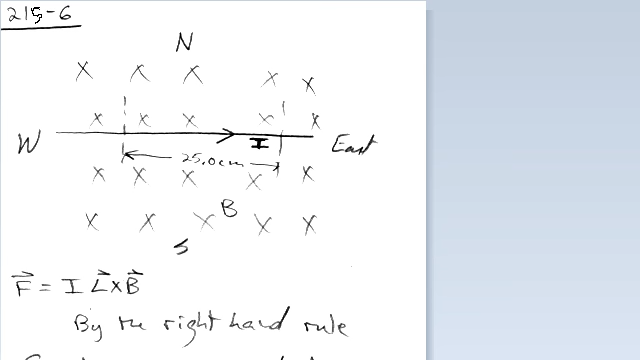 215-6
N
X X X X X
X X X X X
W I East
25.0cm
X X X X X
B
X X X X X
S
F = I L x B
By the right hand rule